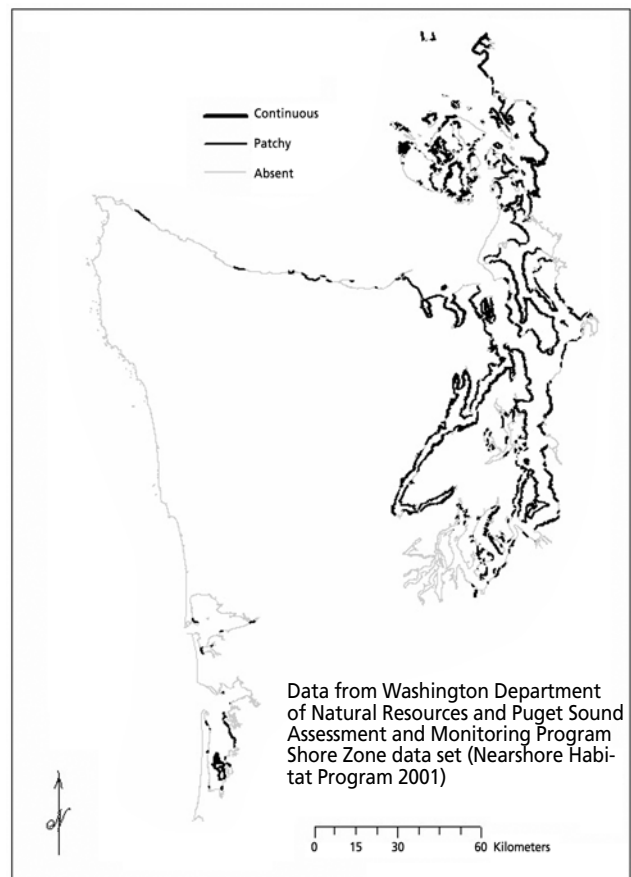 Continuous
Patchy
Absent
Data from Washington Department
of Natural Resources and Puget Sound
Assessment and Monitoring Program
Shore Zone data set (Nearshore Habi-
tat Program 2001)
N
0 15 30 60 Kilometers